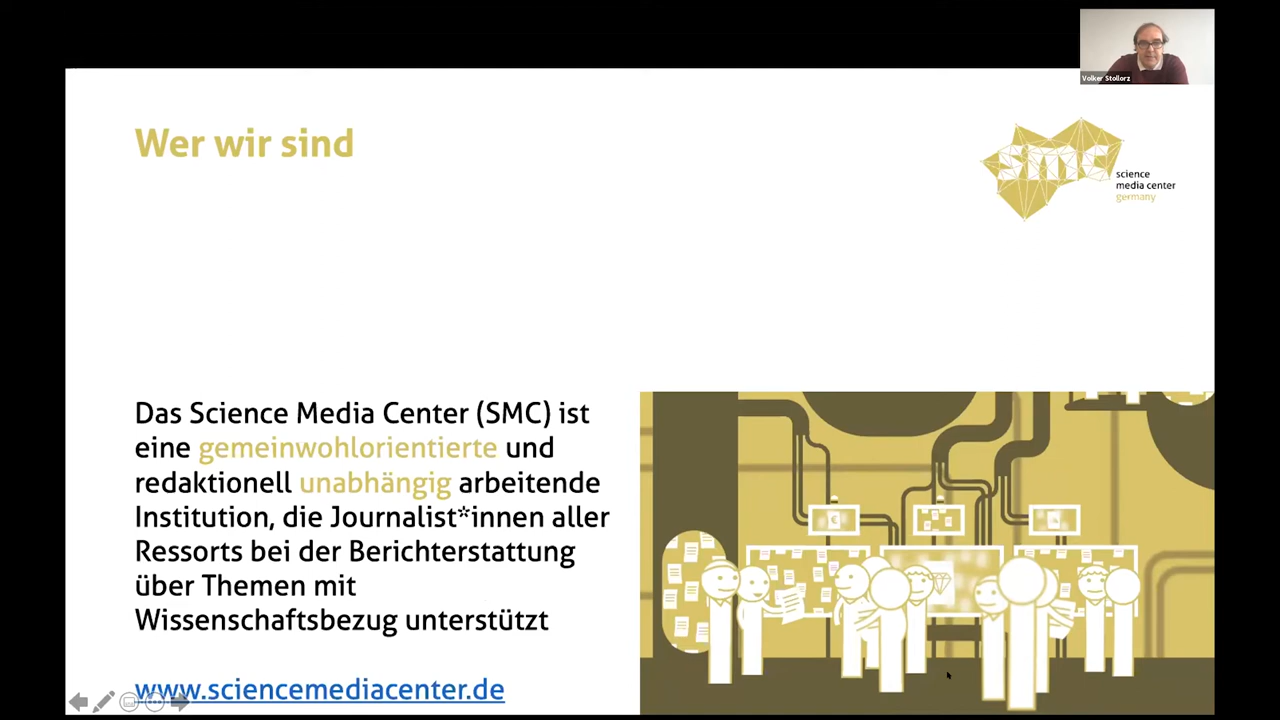 Volker Stollorz
Wer wir sind
smc
science
media center
germany
Das Science Media Center (SMC) ist
eine gemeinwohlorientierte und
redaktionell unabhängig arbeitende
Institution, die Journalist*innen aller
Ressorts bei der Berichterstattung
über Themen mit
Wissenschaftsbezug unterstützt
www.sciencemediacenter.de